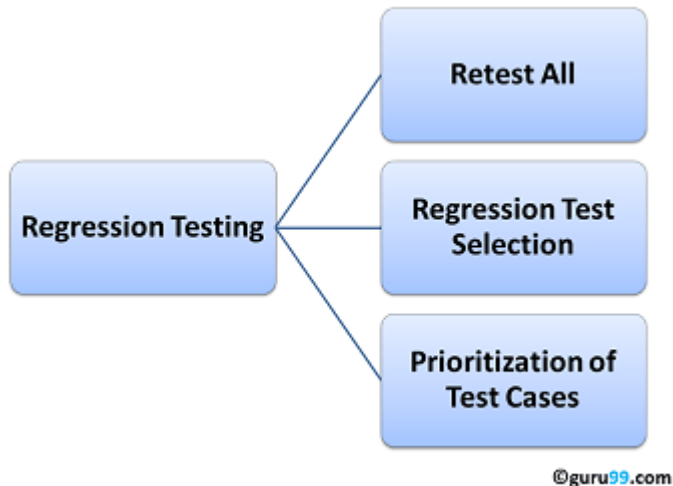 Retest All
Regression Testing
Regression Test
Selection
Prioritization of
Test Cases
©guru99.com